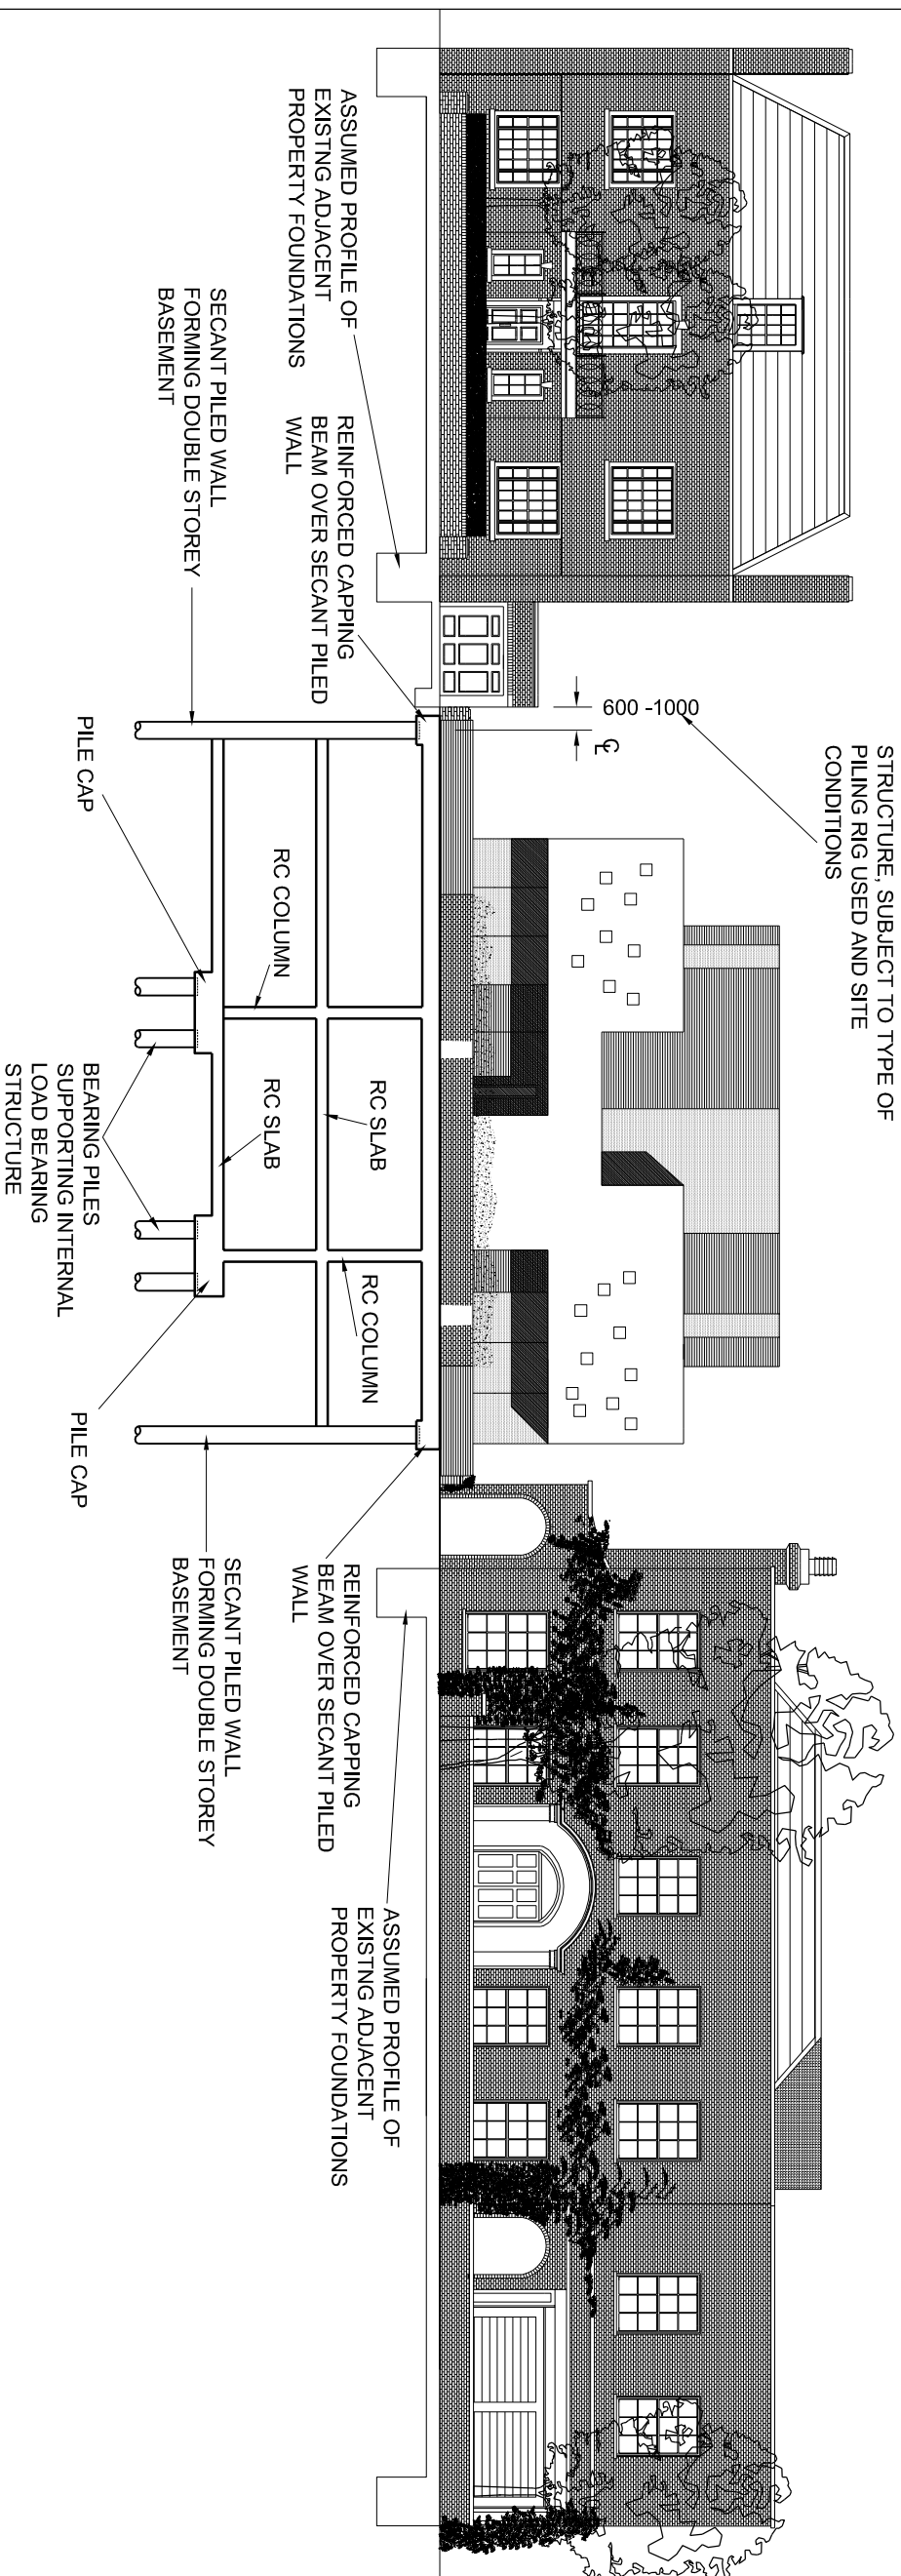 STRUCTURE, SUBJECT TO TYPE OF
PILING RIG USED AND SITE
CONDITIONS
600 -1000
CL
ASSUMED PROFILE OF
EXISTNG ADJACENT
PROPERTY FOUNDATIONS
REINFORCED CAPPING
BEAM OVER SECANT PILED
WALL
SECANT PILED WALL
FORMING DOUBLE STOREY
BASEMENT
PILE CAP
RC COLUMN
RC SLAB
RC SLAB
RC COLUMN
BEARING PILES
SUPPORTING INTERNAL
LOAD BEARING
STRUCTURE
PILE CAP
REINFORCED CAPPING
BEAM OVER SECANT PILED
WALL
SECANT PILED WALL
FORMING DOUBLE STOREY
BASEMENT
ASSUMED PROFILE OF
EXISTNG ADJACENT
PROPERTY FOUNDATIONS